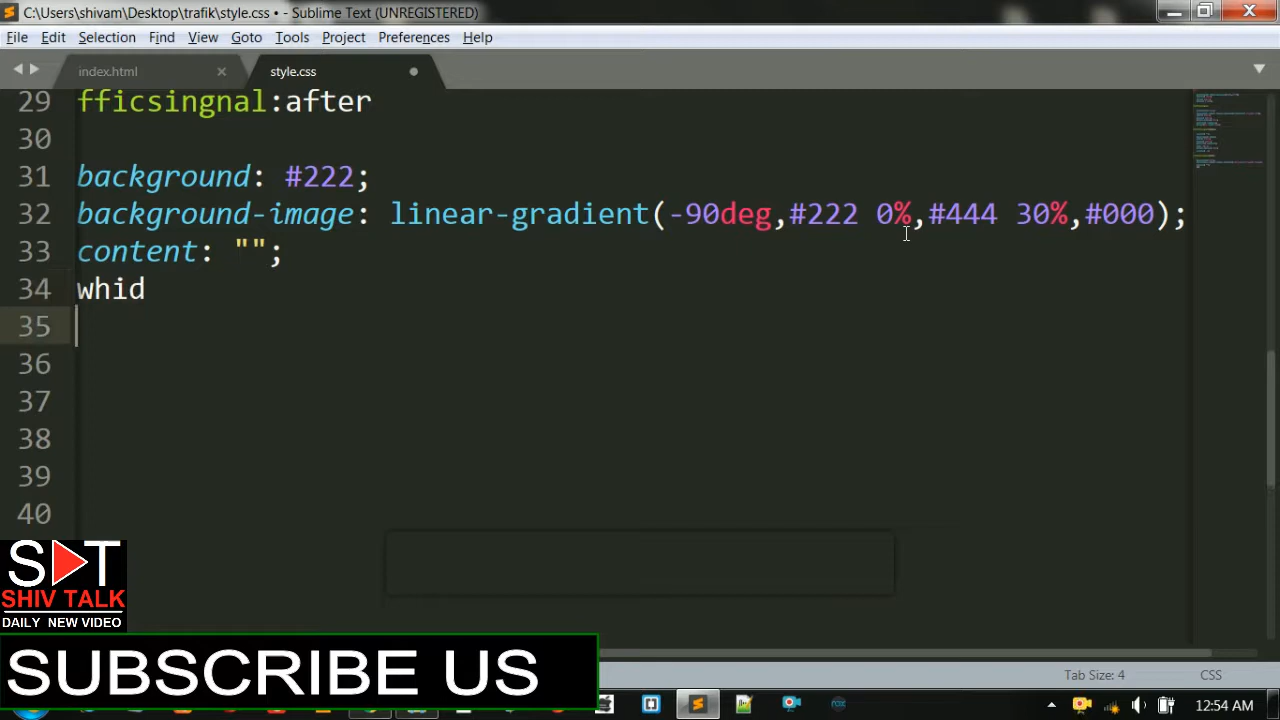 C:\Users\shivam\Desktop\trafik\style.css • - Sublime Text (UNREGISTERED)
File Edit Selection Find View Goto Tools Project Preferences Help
index.html × style.css
29 fficsingnal:after
30
31 background: #222;
32 background-image: linear-gradient(-90deg,#222 0%,#444 30%,#000);
33 content: "";
34 whid
35
36
37
38
39
40
S T
SHIV TALK
DAILY NEW VIDEO
SUBSCRIBE US
Tab Size: 4 CSS
12:54 AM